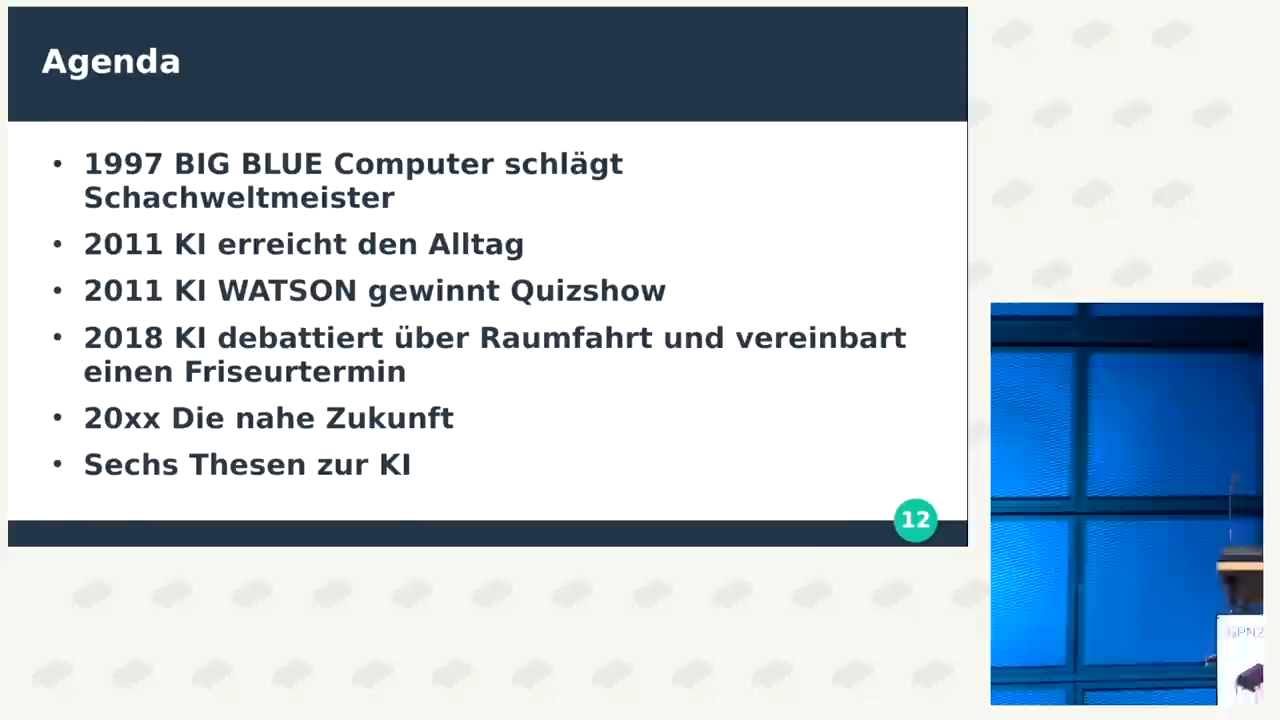 Agenda
• 1997 BIG BLUE Computer schlägt
Schachweltmeister
• 2011 KI erreicht den Alltag
• 2011 KI WATSON gewinnt Quizshow
• 2018 KI debattiert über Raumfahrt und vereinbart
einen Friseurtermin
• 20xx Die nahe Zukunft
• Sechs Thesen zur KI
12
GPN2